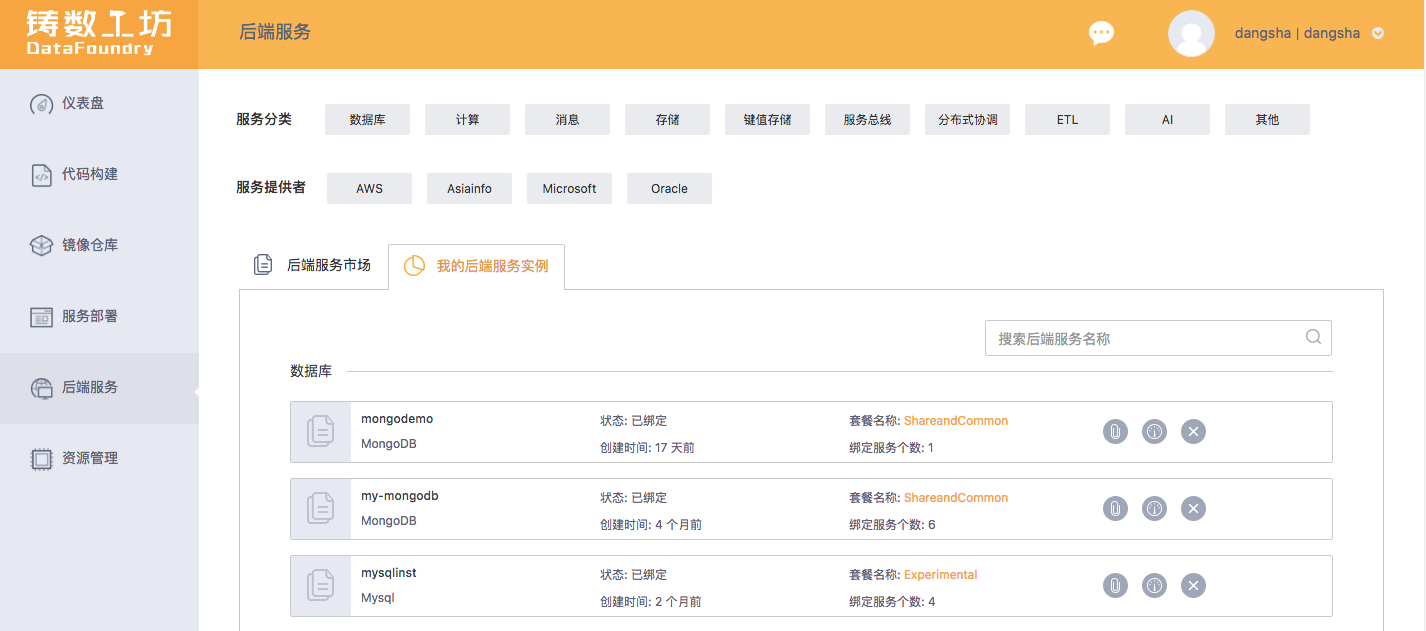 铸数工坊
DataFoundry
后端服务
dangsha | dangsha
仪表盘
代码构建
镜像仓库
服务部署
后端服务
资源管理
服务分类 数据库 计算 消息 存储 键值存储 服务总线 分布式协调 ETL AI 其他
服务提供者 AWS Asiainfo Microsoft Oracle
后端服务市场 我的后端服务实例
搜索后端服务名称
数据库
mongodemo 状态: 已绑定 套餐名称: ShareandCommon
MongoDB 创建时间: 17 天前 绑定服务个数: 1
my-mongodb 状态: 已绑定 套餐名称: ShareandCommon
MongoDB 创建时间: 4 个月前 绑定服务个数: 6
mysqlinst 状态: 已绑定 套餐名称: Experimental
Mysql 创建时间: 2 个月前 绑定服务个数: 4